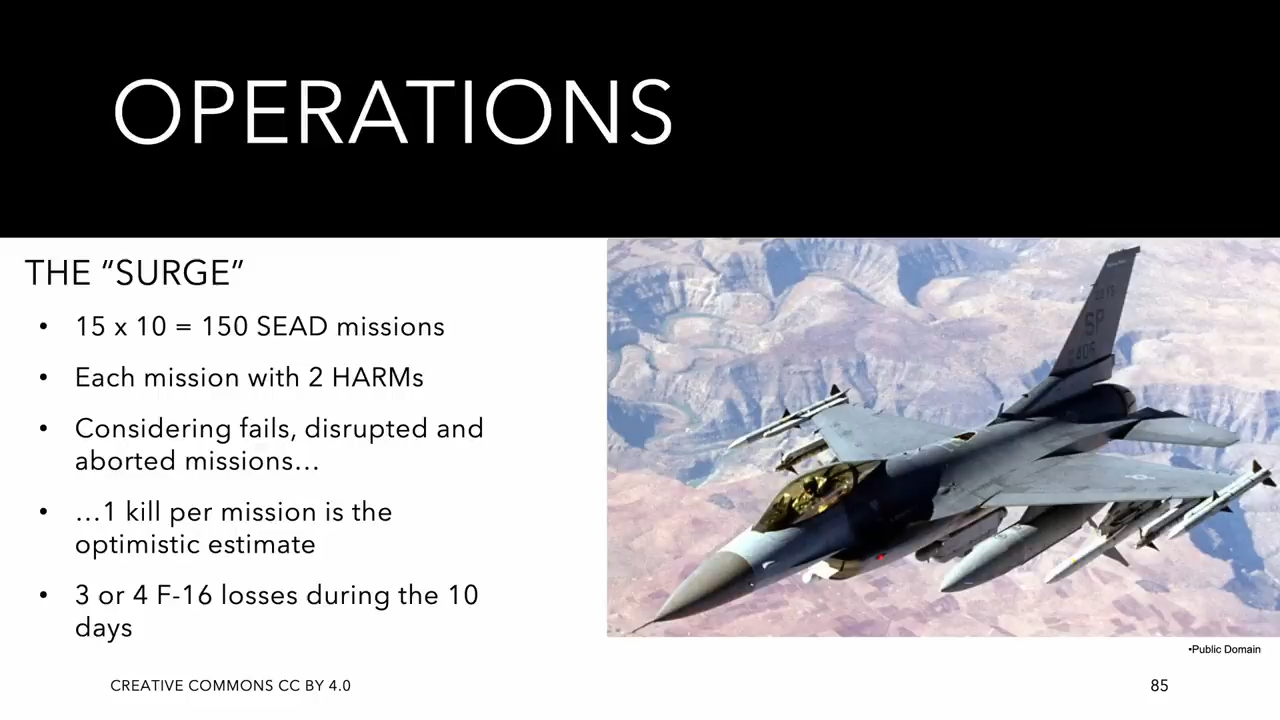 OPERATIONS
THE “SURGE”
• 15 x 10 = 150 SEAD missions
• Each mission with 2 HARMs
• Considering fails, disrupted and
aborted missions…
• …1 kill per mission is the
optimistic estimate
• 3 or 4 F-16 losses during the 10
days
SP
406
•Public Domain
CREATIVE COMMONS CC BY 4.0
85